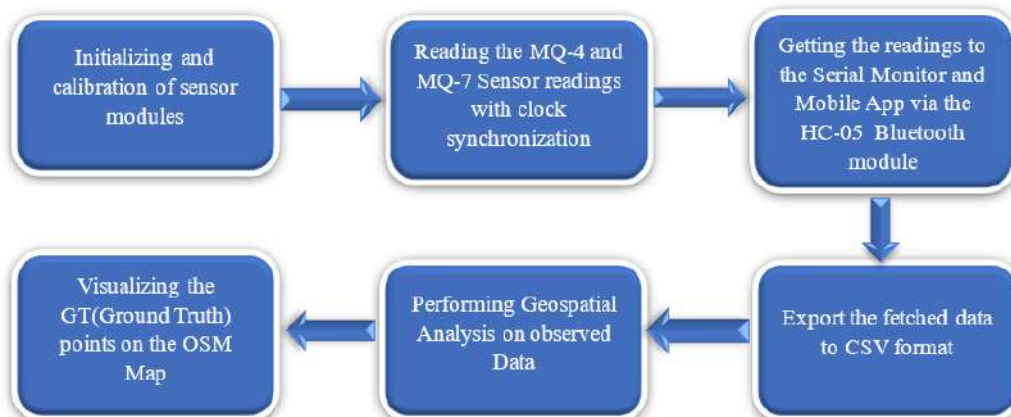 Initializing and
calibration of sensor
modules
Reading the MQ-4 and
MQ-7 Sensor readings
with clock
synchronization
Getting the readings to
the Serial Monitor and
Mobile App via the
HC-05 Bluetooth
module
Visualizing the
GT(Ground Truth)
points on the OSM
Map
Performing Geospatial
Analysis on observed
Data
Export the fetched data
to CSV format